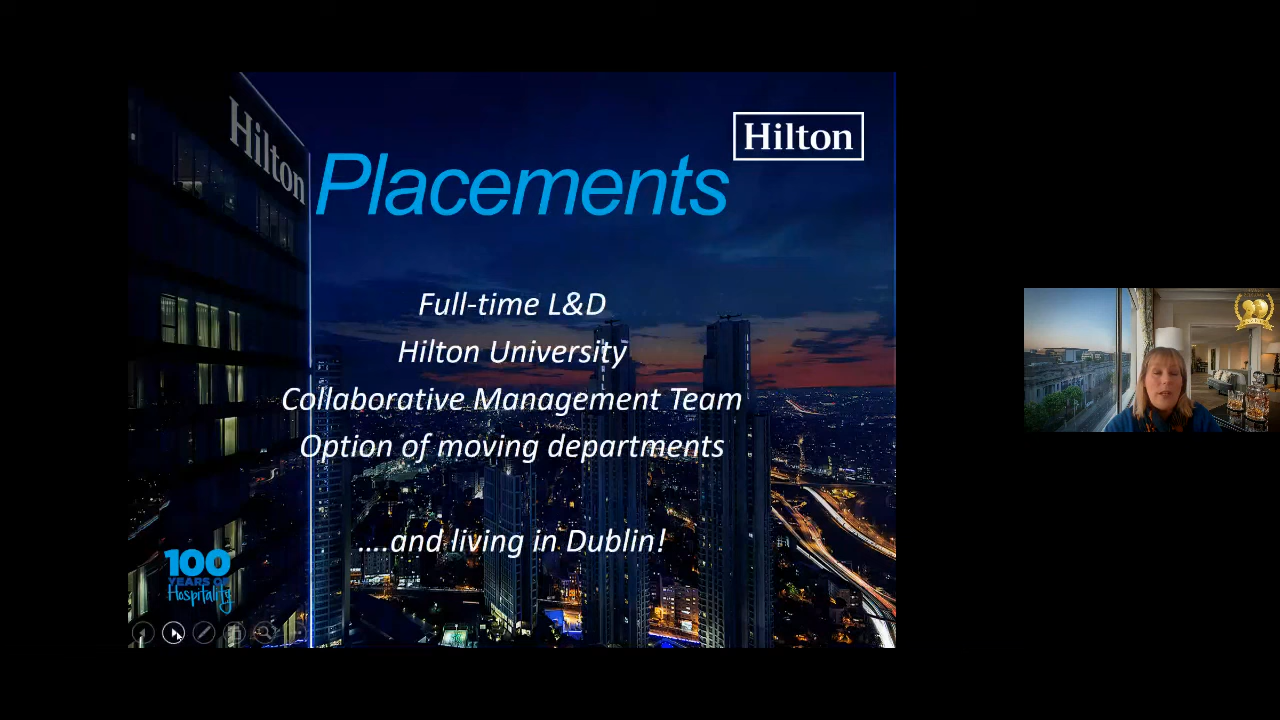 Hilton
Hilton
Placements
Full-time L&D
Hilton University
Collaborative Management Team
Option of moving departments
....and living in Dublin!
100
YEARS OF
Hospitality